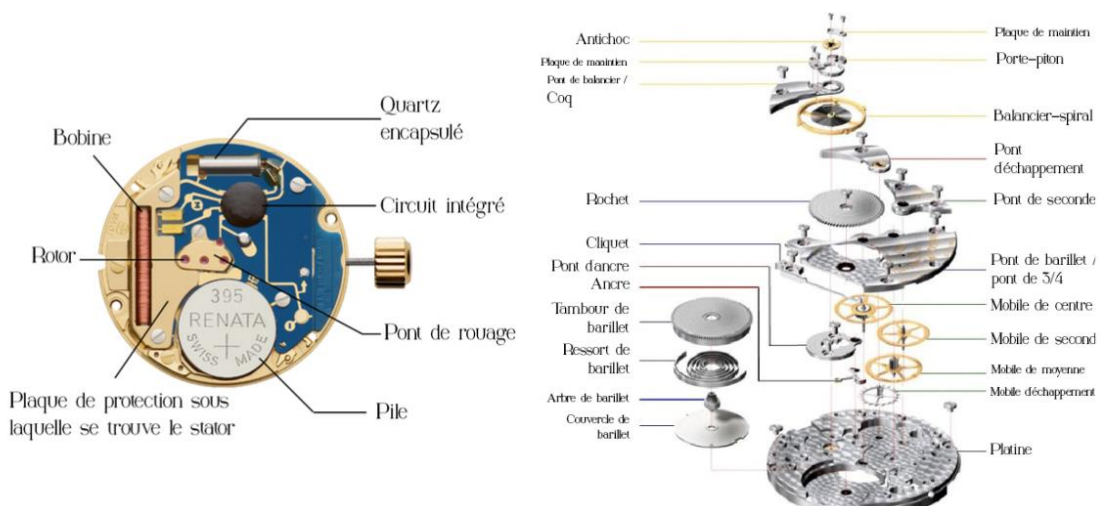 Quartz
encapsulé
Bobine
Circuit intégré
Rotor
395
RENATA
SWISS MADE
Pont de rouage
Plaque de protection sous
laquelle se trouve le stator
Pile
Plaque de maintien
Antichoc
Porte-piton
Plaque de maaintien
Pont de balancier /
Coq
Balancier-spiral
Pont
déchappement
Rochet
Pont de seconde
Cliquet
Pont d'ancre
Ancre
Pont de barillet /
pont de 3/4
Tambour de
barillet
Mobile de centre
Mobile de second
Ressort de
barillet
Mobile de moyenne
Mobile déchappement
Arbre de barillet
Couvercle de
barillet
Platine